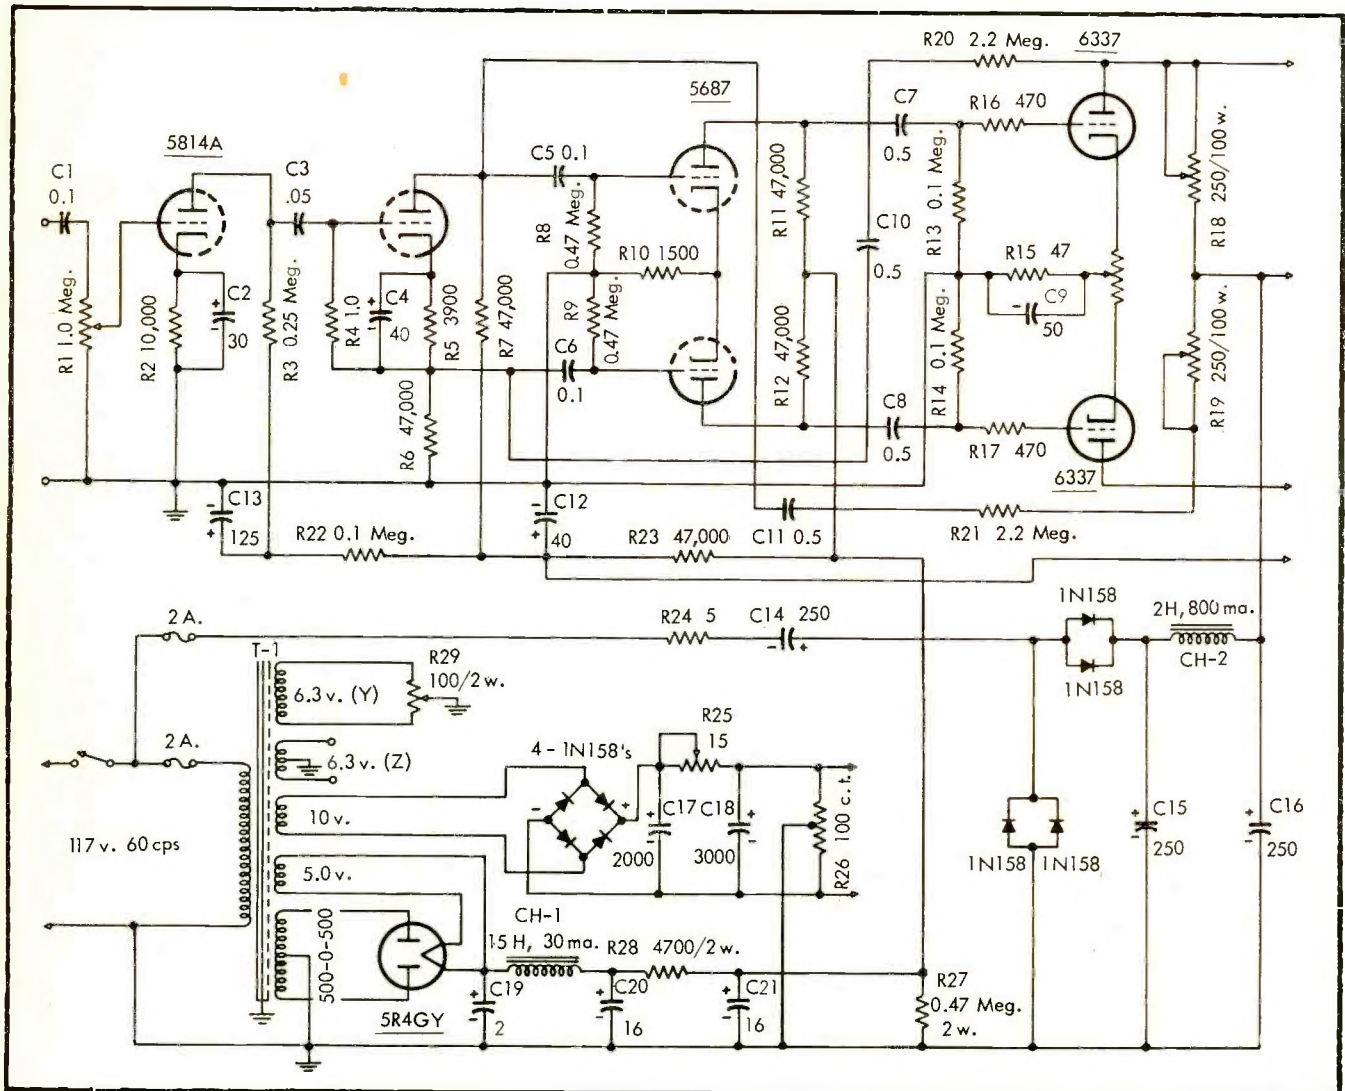 R20 2.2 Meg.
6337
5687
C7
0.5
R16 470
5814A
C1
0.1
C3
.05
C5 0.1
R11 47,000
R13 0.1 Meg.
R18 250/100 w.
R8
0.47 Meg.
C10
0.5
R10 1500
R15 47
C9
50
R1 1.0 Meg.
R2 10,000
C2
30
R3 0.25 Meg.
R4 1.0
C4
40
R5 3900
R7 47,000
R9
0.47 Meg.
C6
0.1
R12 47,000
R14 0.1 Meg.
R19 250/100 w.
C8
0.5
R17 470
R6 47,000
6337
C13
125
C12
40
C11 0.5
R21 2.2 Meg.
R22 0.1 Meg.
R23 47,000
1N158
2H, 800 ma.
2 A.
R24 5
C14 250
CH-2
1N158
T-1
R29
100/2 w.
6.3 v. (Y)
R25
15
2 A.
4 - 1N158's
6.3 v. (Z)
10 v.
C17
2000
C18
3000
R26 100 c.t.
C15
250
C16
250
117 v. 60 cps
1N158
1N158
5.0 v.
CH-1
15 H, 30 ma.
R28 4700/2 w.
500-0-500
C19
2
C20
16
C21
16
R27
0.47 Meg.
2 w.
5R4GY